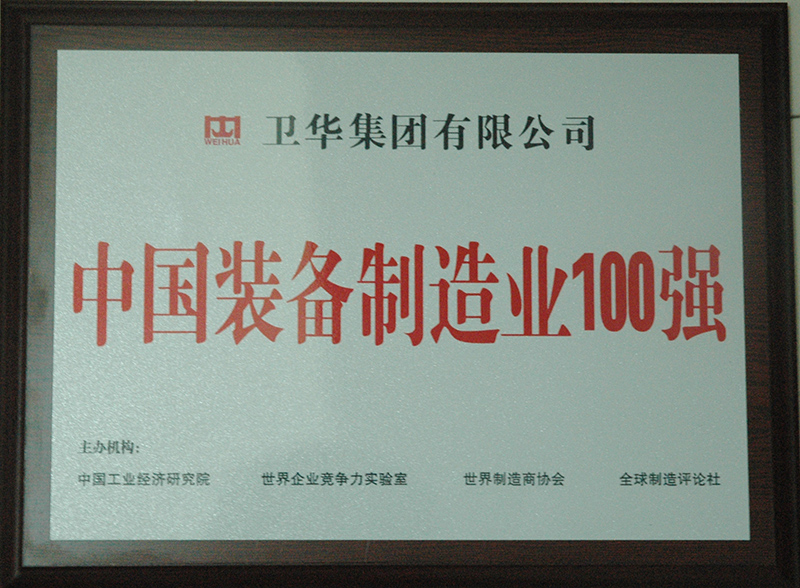 WEI HUA 卫华集团有限公司
中国装备制造业100强
主办机构：
中国工业经济研究院 世界企业竞争力实验室 世界制造商协会 全球制造评论社